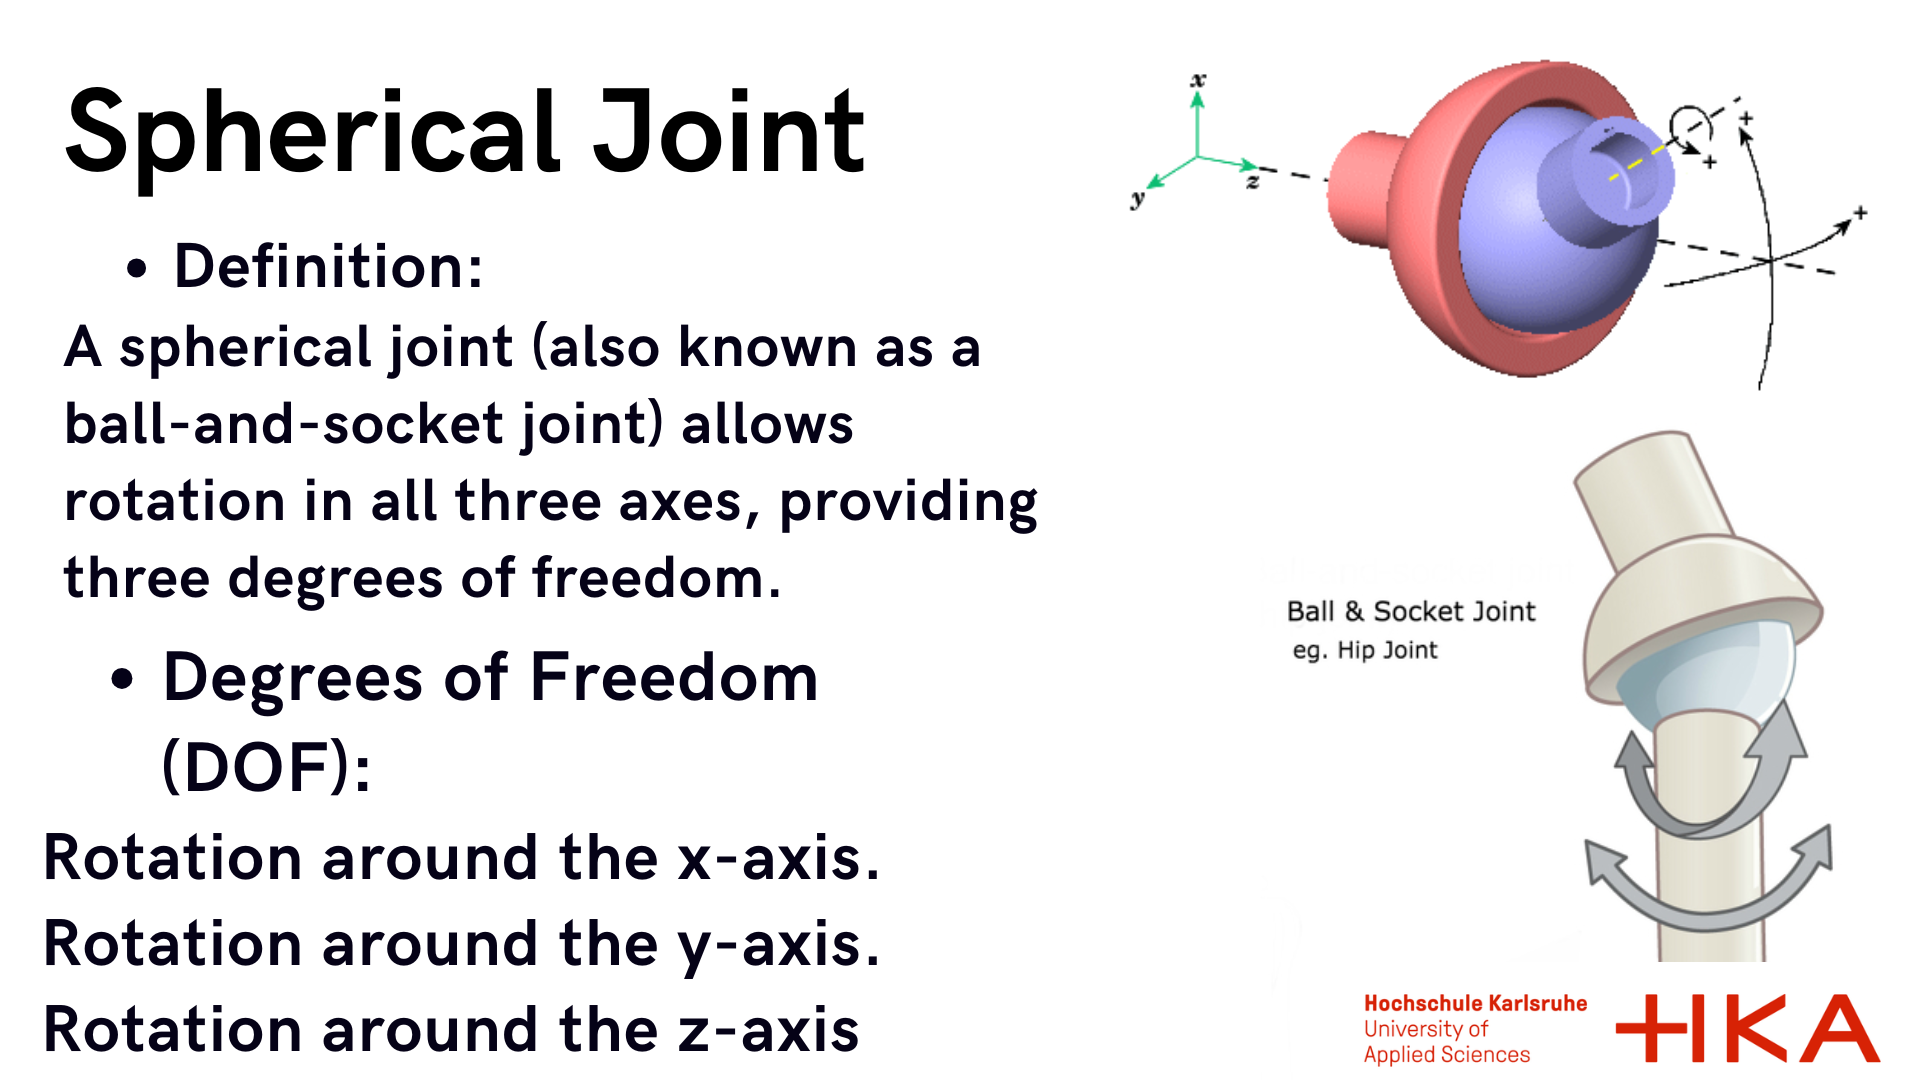 Spherical Joint
• Definition:
A spherical joint (also known as a
ball-and-socket joint) allows
rotation in all three axes, providing
three degrees of freedom.
• Degrees of Freedom
(DOF):
Rotation around the x-axis.
Rotation around the y-axis.
Rotation around the z-axis
x
y
z
+
+
+
Ball & Socket Joint
eg. Hip Joint
Hochschule Karlsruhe
University of
Applied Sciences
HKA